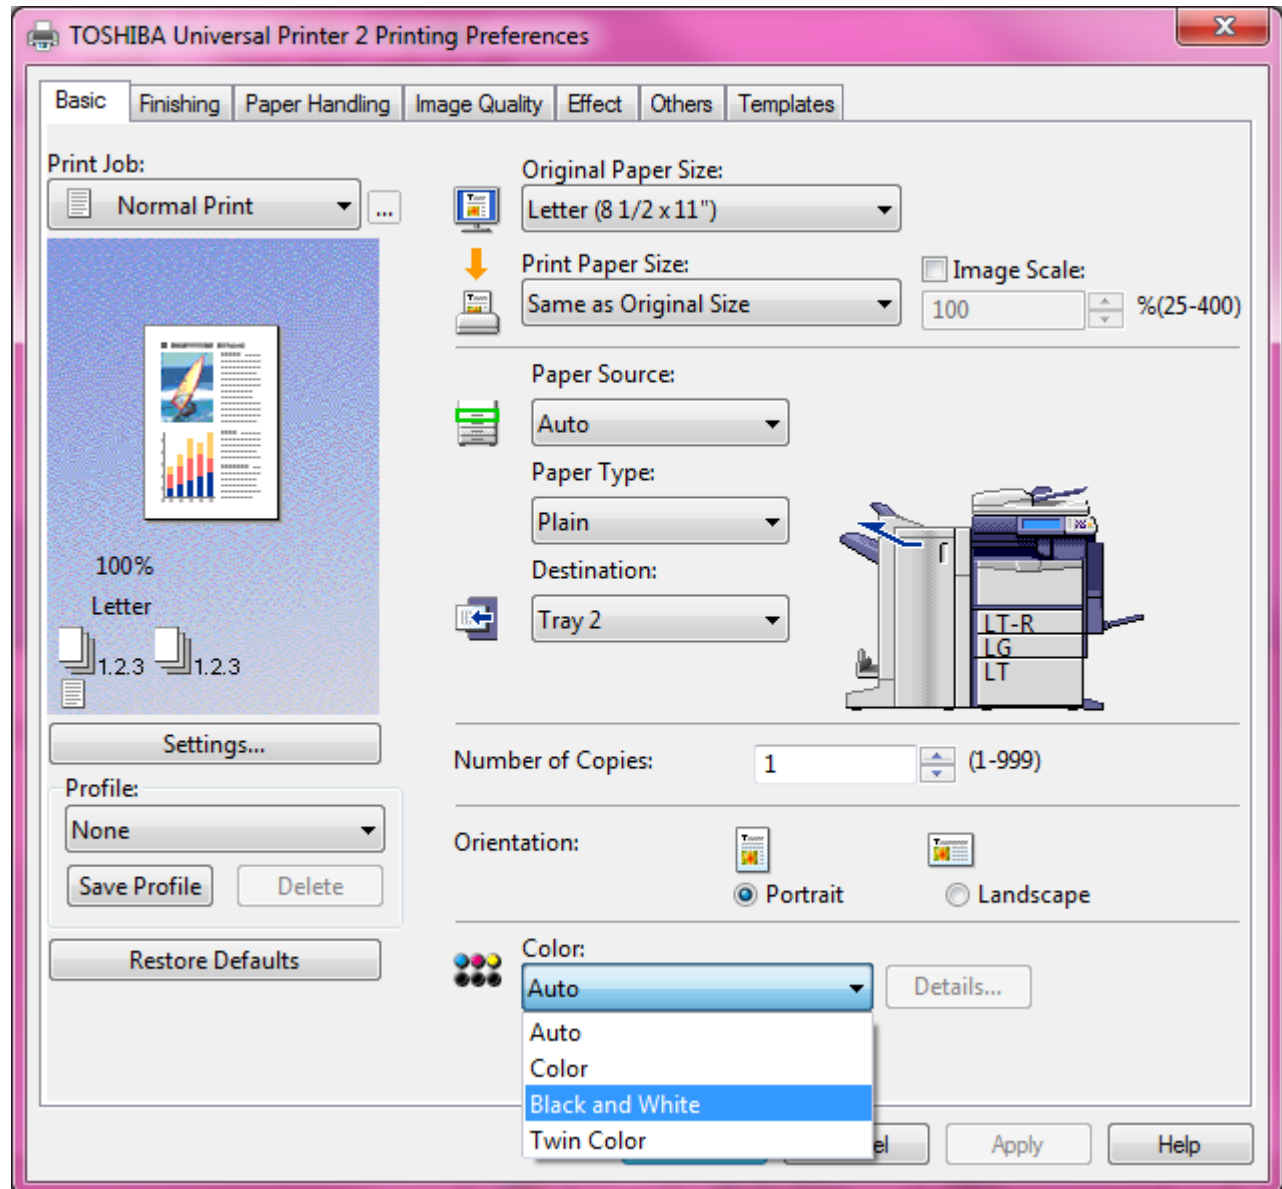 TOSHIBA Universal Printer 2 Printing Preferences
Basic
Finishing
Paper Handling
Image Quality
Effect
Others
Templates
Print Job:
Normal Print
...
100%
Letter
1.2.3
1.2.3
Settings...
Profile:
None
Save Profile
Delete
Restore Defaults
Original Paper Size:
Letter (8 1/2 x 11")
Print Paper Size:
Same as Original Size
Image Scale:
100
%(25-400)
Paper Source:
Auto
Paper Type:
Plain
Destination:
Tray 2
LT-R
LG
LT
Number of Copies:
1
(1-999)
Orientation:
Portrait
Landscape
Color:
Auto
Details...
Auto
Color
Black and White
Twin Color
el
Apply
Help